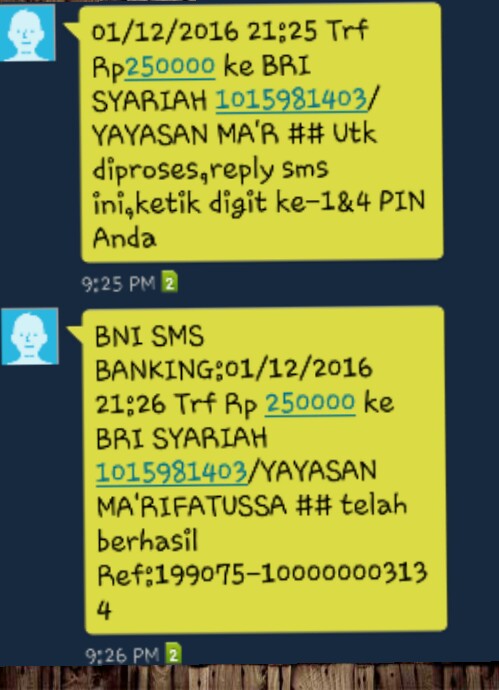 01/12/2016 21:25 Trf
Rp250000 ke BRI
SYARIAH 1015981403/
YAYASAN MA'R ## Utk
diproses,reply sms
ini,ketik digit ke-1&4 PIN
Anda
9:25 PM 2
BNI SMS
BANKING:01/12/2016
21:26 Trf Rp 250000 ke
BRI SYARIAH
1015981403/YAYASAN
MA'RIFATUSSA ## telah
berhasil
Ref:199075-10000000313
4
9:26 PM 2